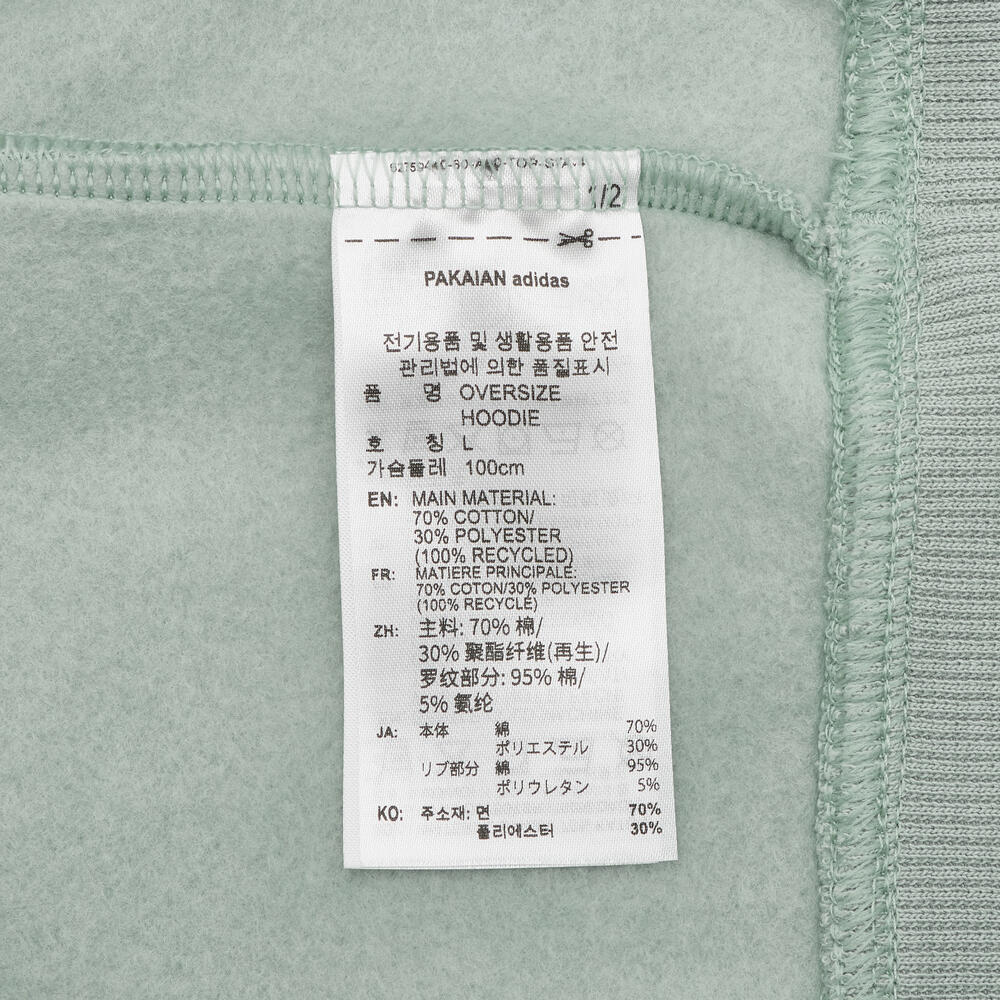 1/2
PAKAIAN adidas
전기용품 및 생활용품 안전
관리법에 의한 품질표시
품 명 OVERSIZE
HOODIE
호 칭 L
가슴둘레 100cm
EN: MAIN MATERIAL:
70% COTTON/
30% POLYESTER
(100% RECYCLED)
FR: MATIERE PRINCIPALE:
70% COTON/30% POLYESTER
(100% RECYCLE)
ZH: 主料: 70% 棉/
30% 聚酯纤维(再生)/
罗纹部分: 95% 棉/
5% 氨纶
JA: 本体 綿 70%
ポリエステル 30%
リブ部分 綿 95%
ポリウレタン 5%
KO: 주소재: 면 70%
폴리에스터 30%